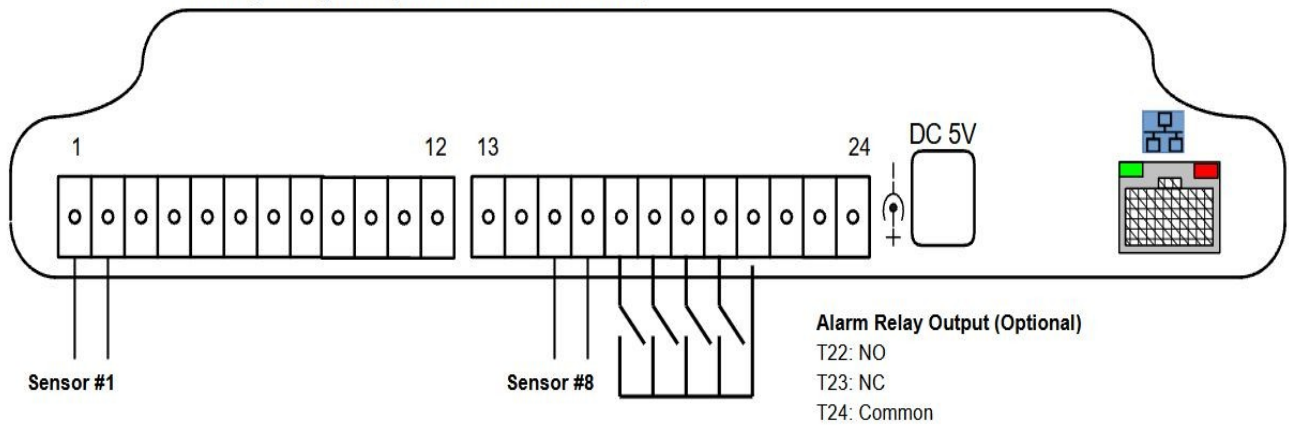 DC 5V
1
12
13
24
Sensor #1
Sensor #8
Alarm Relay Output (Optional)
T22: NO
T23: NC
T24: Common